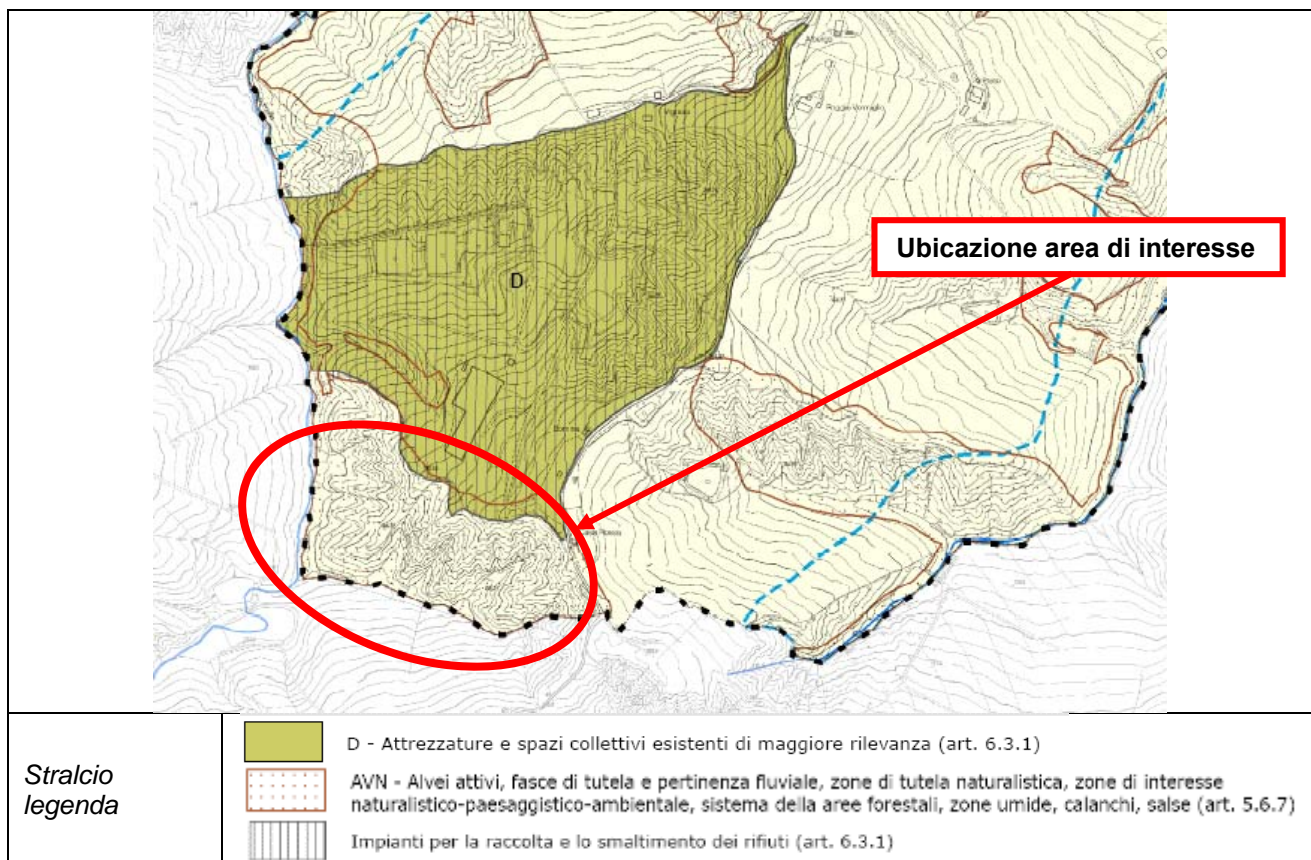 Albergo
Poggio Vermiglio
Ubicazione area di interesse
D
Stralcio
legenda
D - Attrezzature e spazi collettivi esistenti di maggiore rilevanza (art. 6.3.1)
AVN - Alvei attivi, fasce di tutela e pertinenza fluviale, zone di tutela naturalistica, zone di interesse
naturalistico-paesaggistico-ambientale, sistema della aree forestali, zone umide, calanchi, salse (art. 5.6.7)
Impianti per la raccolta e lo smaltimento dei rifiuti (art. 6.3.1)